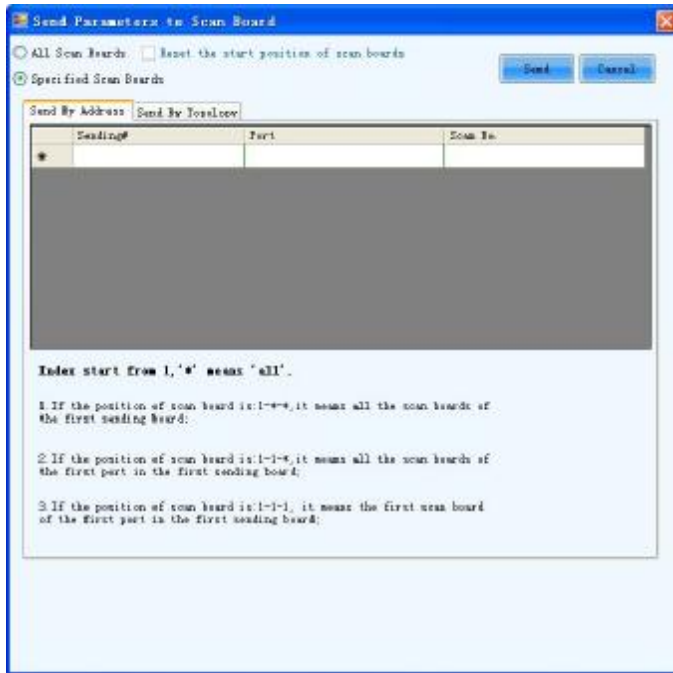 Send Parameters to Scan Board
All Scan Boards Reset the start position of scan boards
Specified Scan Boards
Send Cancel
Send By Address Send By Topology
Sending# Port Scan No.
*
Index start from 1,'*' means 'all'.
1.If the position of scan board is:1-*-*,it means all the scan boards of
the first sending board;
2.If the position of scan board is:1-1-*,it means all the scan boards of
the first port in the first sending board;
3.If the position of scan board is:1-1-1, it means the first scan board
of the first port in the first sending board;